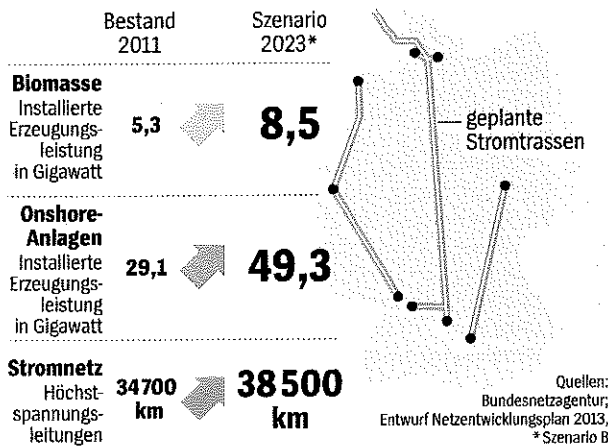 Bestand
2011
Szenario
2023*
Biomasse
Installierte
Erzeugungs-
leistung
in Gigawatt
5,3
8,5
Onshore-
Anlagen
Installierte
Erzeugungs-
leistung
in Gigawatt
29,1
49,3
Stromnetz
Höchst-
spannungs-
leitungen
34700
km
38500
km
geplante
Stromtrassen
Quellen:
Bundesnetzagentur;
Entwurf Netzentwicklungsplan 2013,
* Szenario B